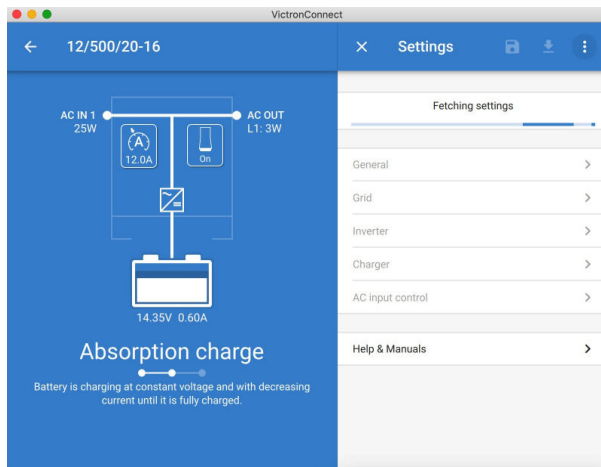 VictronConnect
12/500/20-16
AC IN 1
25W
AC OUT
L1: 3W
A
12.0A
On
14.35V 0.60A
Absorption charge
Battery is charging at constant voltage and with decreasing
current until it is fully charged.
Settings
Fetching settings
General
Grid
Inverter
Charger
AC input control
Help & Manuals